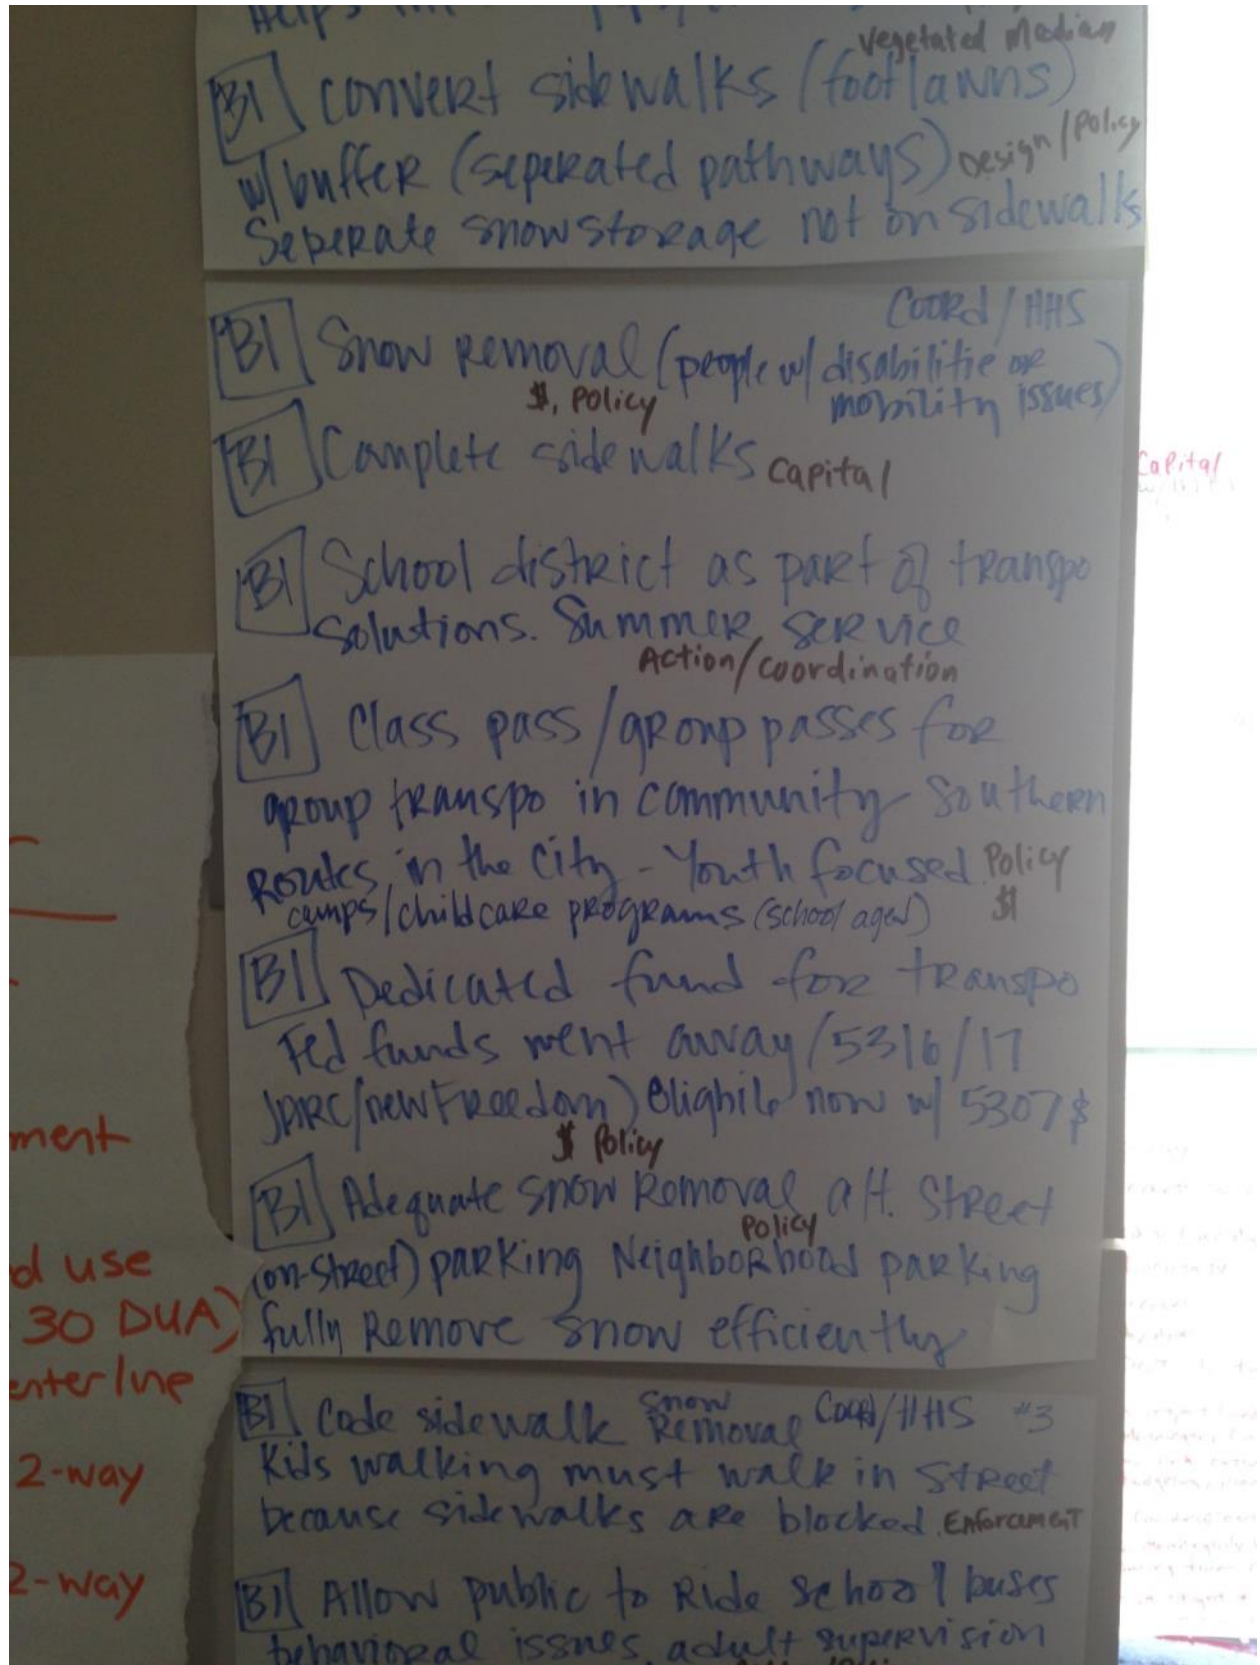 Helps
vegetated Median
B1 convert sidewalks (footlawns)
w/buffer (seperated pathways) Design/Policy
Seperate snow storage not on sidewalks
Coord/HHS
B1 Snow Removal (people w/ disabilitie or
$, Policy mobility issues)
B1 Complete sidewalks Capital
B1 School district as part of transpo
solutions. Summer service
Action/coordination
B1 Class pass/group passes for
group transpo in community Southern
Routes in the City - Youth focused Policy
camps/childcare programs (school aged) $
B1 Dedicated fund for transpo
Fed funds went away/5316/17
JARC/new Freedom) Elighile now w/ 5307 $
$ Policy
B1 Adequate snow Removal alt. Street
Policy
(on-street) parking Neighborhood parking
fully Remove snow efficiently
B1 Code sidewalk snow Removal Coord/HHS #3
Kids walking must walk in Street
because sidewalks are blocked. Enforcement
B1 Allow public to Ride school buses
behavioral issues, adult supervision
ment
d use
30 DUA)
enterline
2-way
2-way
Capital